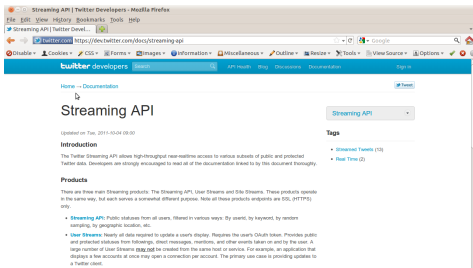 Streaming API | Twitter Developers - Mozilla Firefox
File Edit View History Bookmarks Tools Help
Streaming API | Twitter Devel...
twitter.com https://dev.twitter.com/docs/streaming-api
Google
Disable Cookies CSS Forms Images Information Miscellaneous Outline Resize Tools View Source Options
twitter developers Search API Health Blog Discussions Documentation Sign in
Home → Documentation
Tweet
Streaming API
Streaming API
Updated on Tue, 2011-10-04 09:00
Tags
Streamed Tweets (13)
Real Time (2)
Introduction
The Twitter Streaming API allows high-throughput near-realtime access to various subsets of public and protected
Twitter data. Developers are strongly encouraged to read all of the documentation linked to by this document thoroughly.
Products
There are three main Streaming products: The Streaming API, User Streams and Site Streams. These products operate
in the same way, but each serves a somewhat different purpose. Note all these products endpoints are SSL (HTTPS)
only.
Streaming API: Public statuses from all users, filtered in various ways: By userid, by keyword, by random
sampling, by geographic location, etc.
User Streams: Nearly all data required to update a user's display. Requires the user's OAuth token. Provides public
and protected statuses from followings, direct messages, mentions, and other events taken on and by the user. A
large number of User Streams may not be created from the same host or service. For example, an application that
displays a few accounts at once may open a connection per account. The primary use case is providing updates to
a Twitter client.